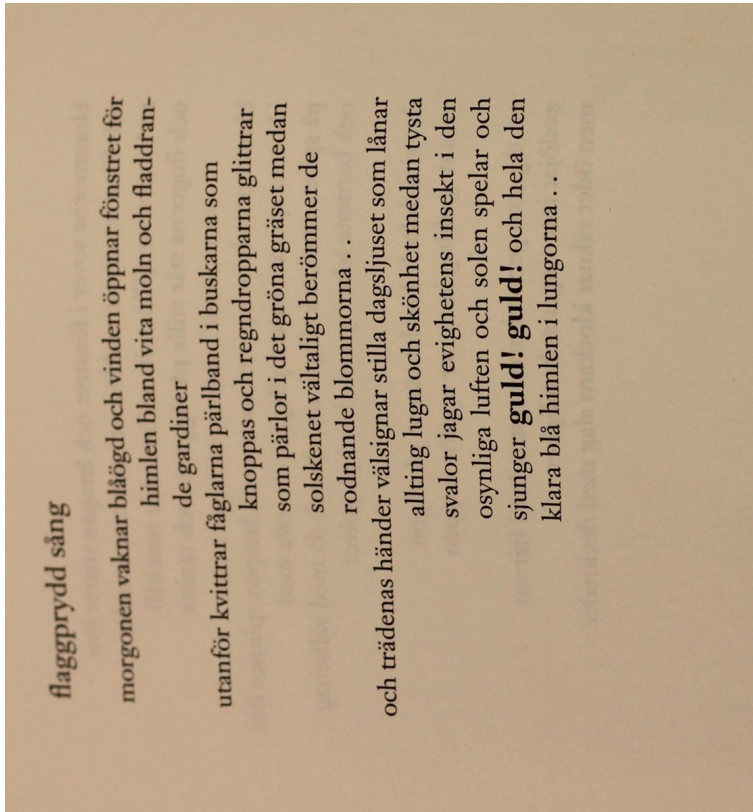 flaggprydd sång
morgonen vaknar blåögd och vinden öppnar fönstret för
himlen bland vita moln och fladdran-
de gardiner
utanför kvittrar fåglarna pärlband i buskarna som
knoppas och regndropparna glittrar
som pärlor i det gröna gräset medan
solskenet vältaligt berömmer de
rodnande blommorna . .
och trädenas händer välsignar stilla dagsljuset som lånar
allting lugn och skönhet medan tysta
svalor jagar evighetens insekt i den
osynliga luften och solen spelar och
sjunger guld! guld! och hela den
klara blå himlen i lungorna . .